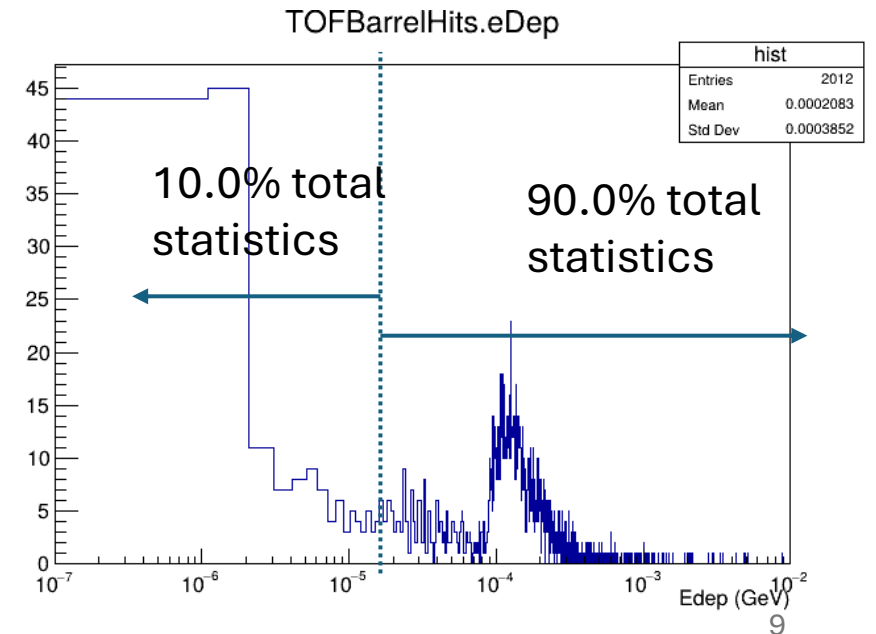 TOFBarrelHits.eDep
hist
Entries 2012
Mean 0.0002083
Std Dev 0.0003852
45
40
35
30
25
20
15
10
5
0
10.0% total
statistics
90.0% total
statistics
10⁻⁷ 10⁻⁶ 10⁻⁵ 10⁻⁴ 10⁻³ 10⁻²
Edep (GeV)
9